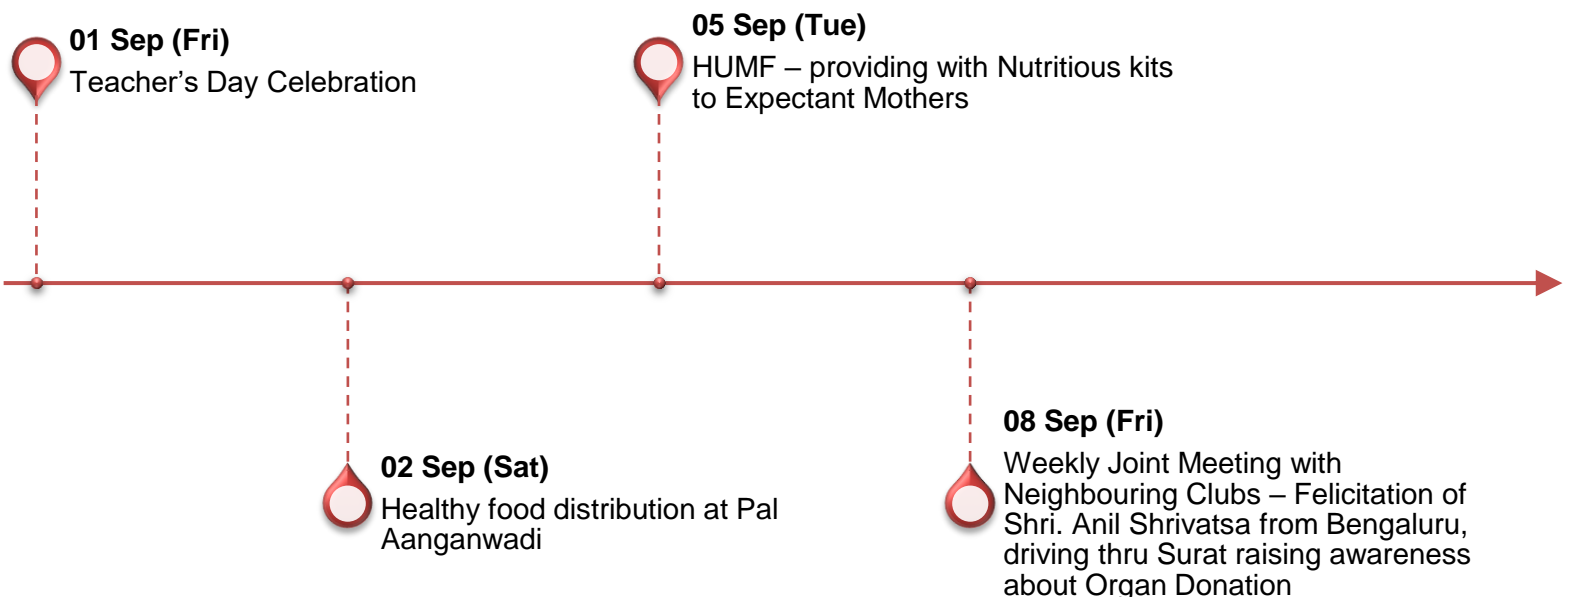 01 Sep (Fri)
Teacher’s Day Celebration
02 Sep (Sat)
Healthy food distribution at Pal
Aanganwadi
05 Sep (Tue)
HUMF – providing with Nutritious kits
to Expectant Mothers
08 Sep (Fri)
Weekly Joint Meeting with
Neighbouring Clubs – Felicitation of
Shri. Anil Shrivatsa from Bengaluru,
driving thru Surat raising awareness
about Organ Donation